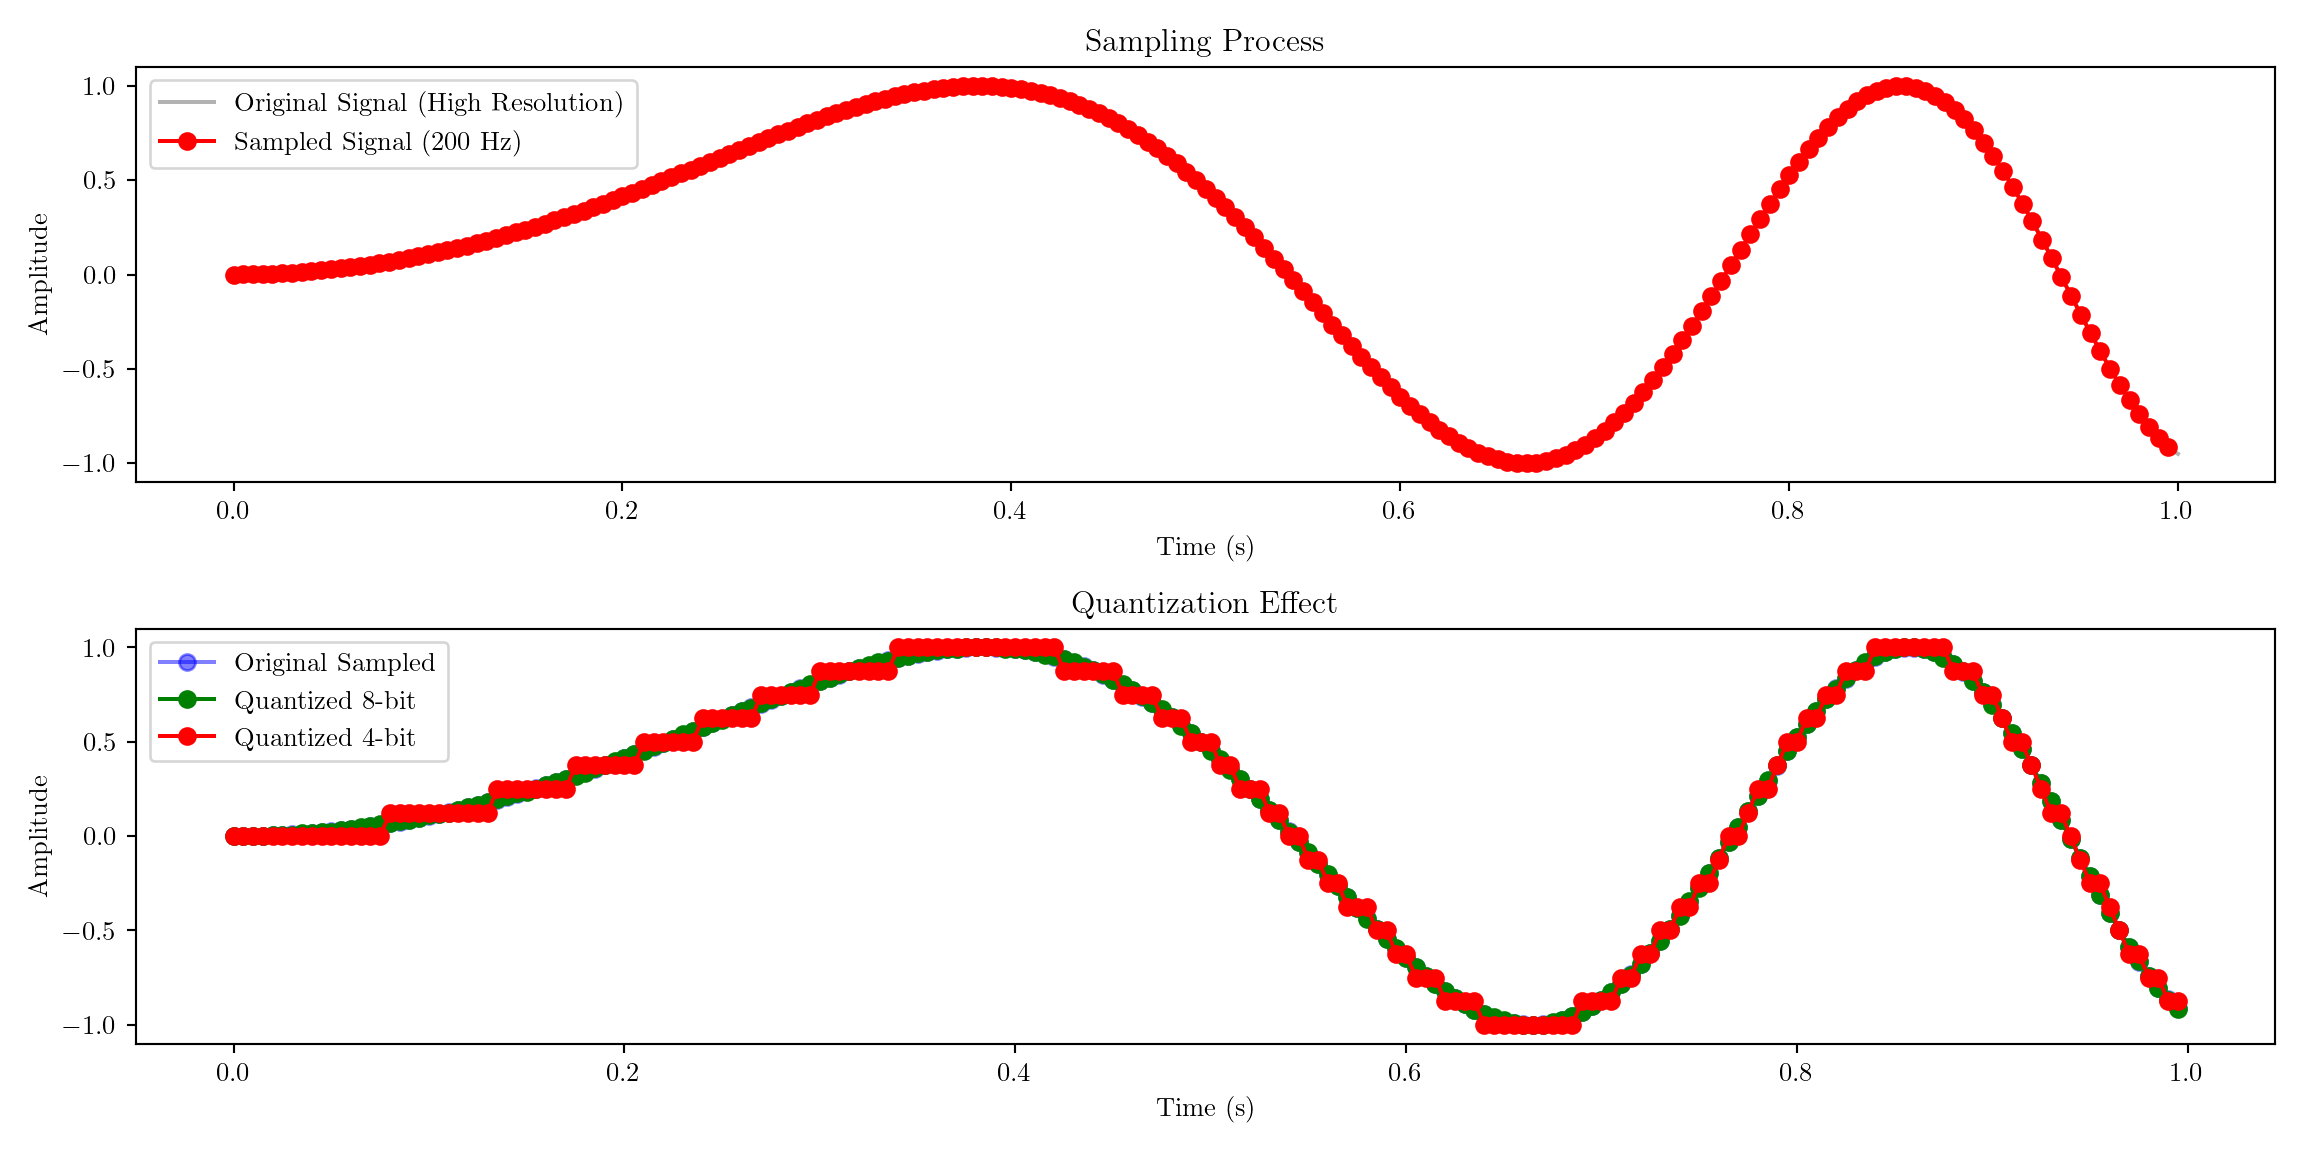 Sampling Process
1.0
0.5
0.0
−0.5
−1.0
Amplitude
Original Signal (High Resolution)
Sampled Signal (200 Hz)
0.0 0.2 0.4 0.6 0.8 1.0
Time (s)
Quantization Effect
1.0
0.5
0.0
−0.5
−1.0
Amplitude
Original Sampled
Quantized 8-bit
Quantized 4-bit
0.0 0.2 0.4 0.6 0.8 1.0
Time (s)